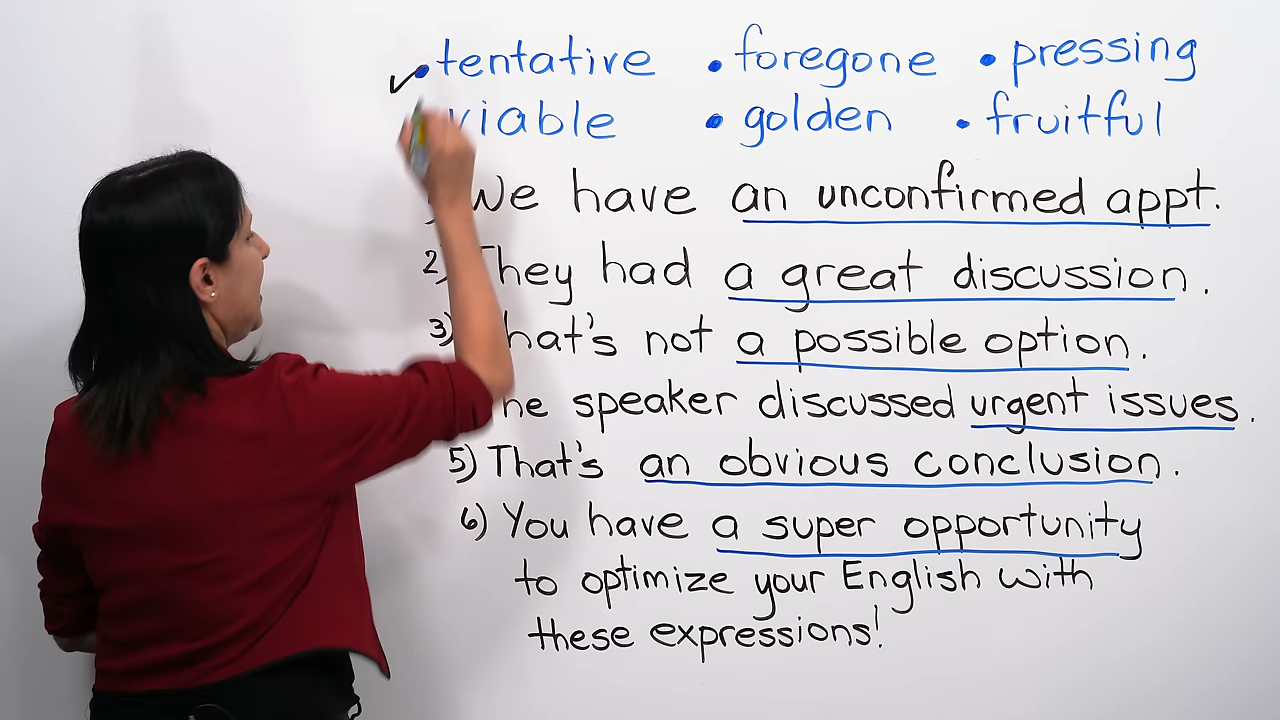 tentative • foregone • pressing
viable • golden • fruitful
We have an unconfirmed appt.
2) They had a great discussion.
3) That's not a possible option.
The speaker discussed urgent issues.
5) That's an obvious conclusion.
6) You have a super opportunity
to optimize your English with
these expressions!